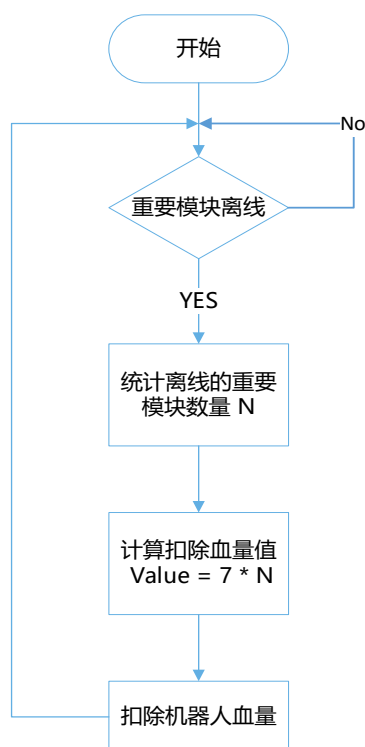 开始
No
重要模块离线
YES
统计离线的重要
模块数量 N
计算扣除血量值
Value = 7 * N
扣除机器人血量